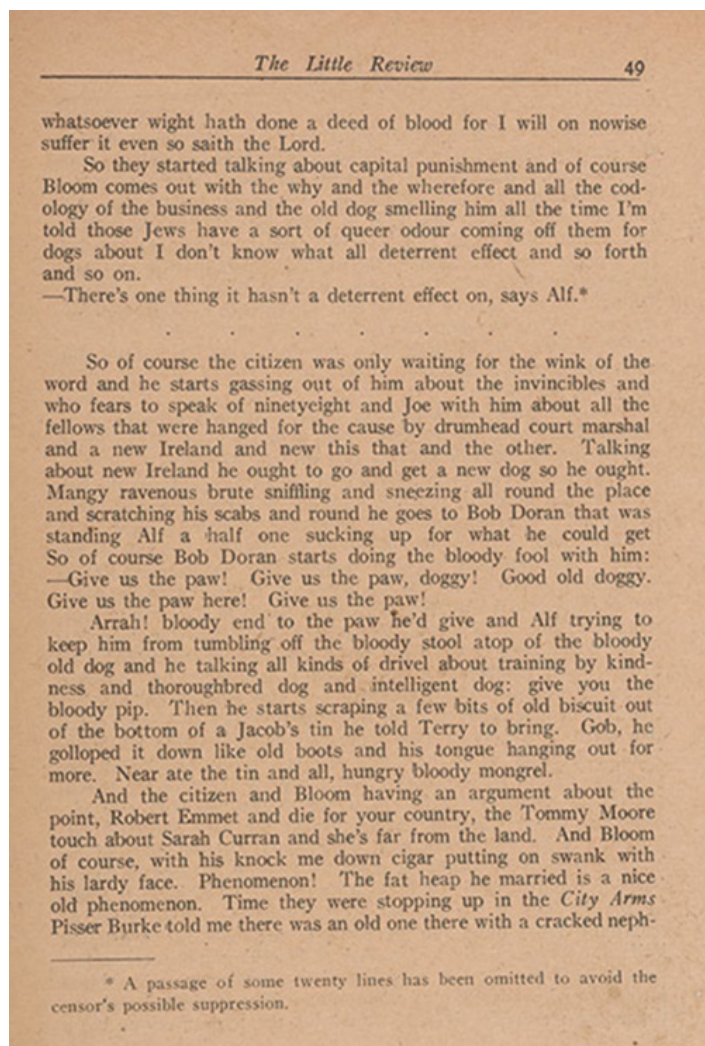 The Little Review 49
whatsoever wight hath done a deed of blood for I will on nowise
suffer it even so saith the Lord.
So they started talking about capital punishment and of course
Bloom comes out with the why and the wherefore and all the cod-
ology of the business and the old dog smelling him all the time I'm
told those Jews have a sort of queer odour coming off them for
dogs about I don't know what all deterrent effect and so forth
and so on.
—There's one thing it hasn't a deterrent effect on, says Alf.*
. . . . . . .
So of course the citizen was only waiting for the wink of the
word and he starts gassing out of him about the invincibles and
who fears to speak of ninetyeight and Joe with him about all the
fellows that were hanged for the cause by drumhead court marshal
and a new Ireland and new this that and the other. Talking
about new Ireland he ought to go and get a new dog so he ought.
Mangy ravenous brute sniffling and sneezing all round the place
and scratching his scabs and round he goes to Bob Doran that was
standing Alf a half one sucking up for what he could get
So of course Bob Doran starts doing the bloody fool with him:
—Give us the paw! Give us the paw, doggy! Good old doggy.
Give us the paw here! Give us the paw!
Arrah! bloody end to the paw he'd give and Alf trying to
keep him from tumbling off the bloody stool atop of the bloody
old dog and he talking all kinds of drivel about training by kind-
ness and thoroughbred dog and intelligent dog: give you the
bloody pip. Then he starts scraping a few bits of old biscuit out
of the bottom of a Jacob's tin he told Terry to bring. Gob, he
golloped it down like old boots and his tongue hanging out for
more. Near ate the tin and all, hungry bloody mongrel.
And the citizen and Bloom having an argument about the
point, Robert Emmet and die for your country, the Tommy Moore
touch about Sarah Curran and she's far from the land. And Bloom
of course, with his knock me down cigar putting on swank with
his lardy face. Phenomenon! The fat heap he married is a nice
old phenomenon. Time they were stopping up in the City Arms
Pisser Burke told me there was an old one there with a cracked neph-
* A passage of some twenty lines has been omitted to avoid the
censor's possible suppression.